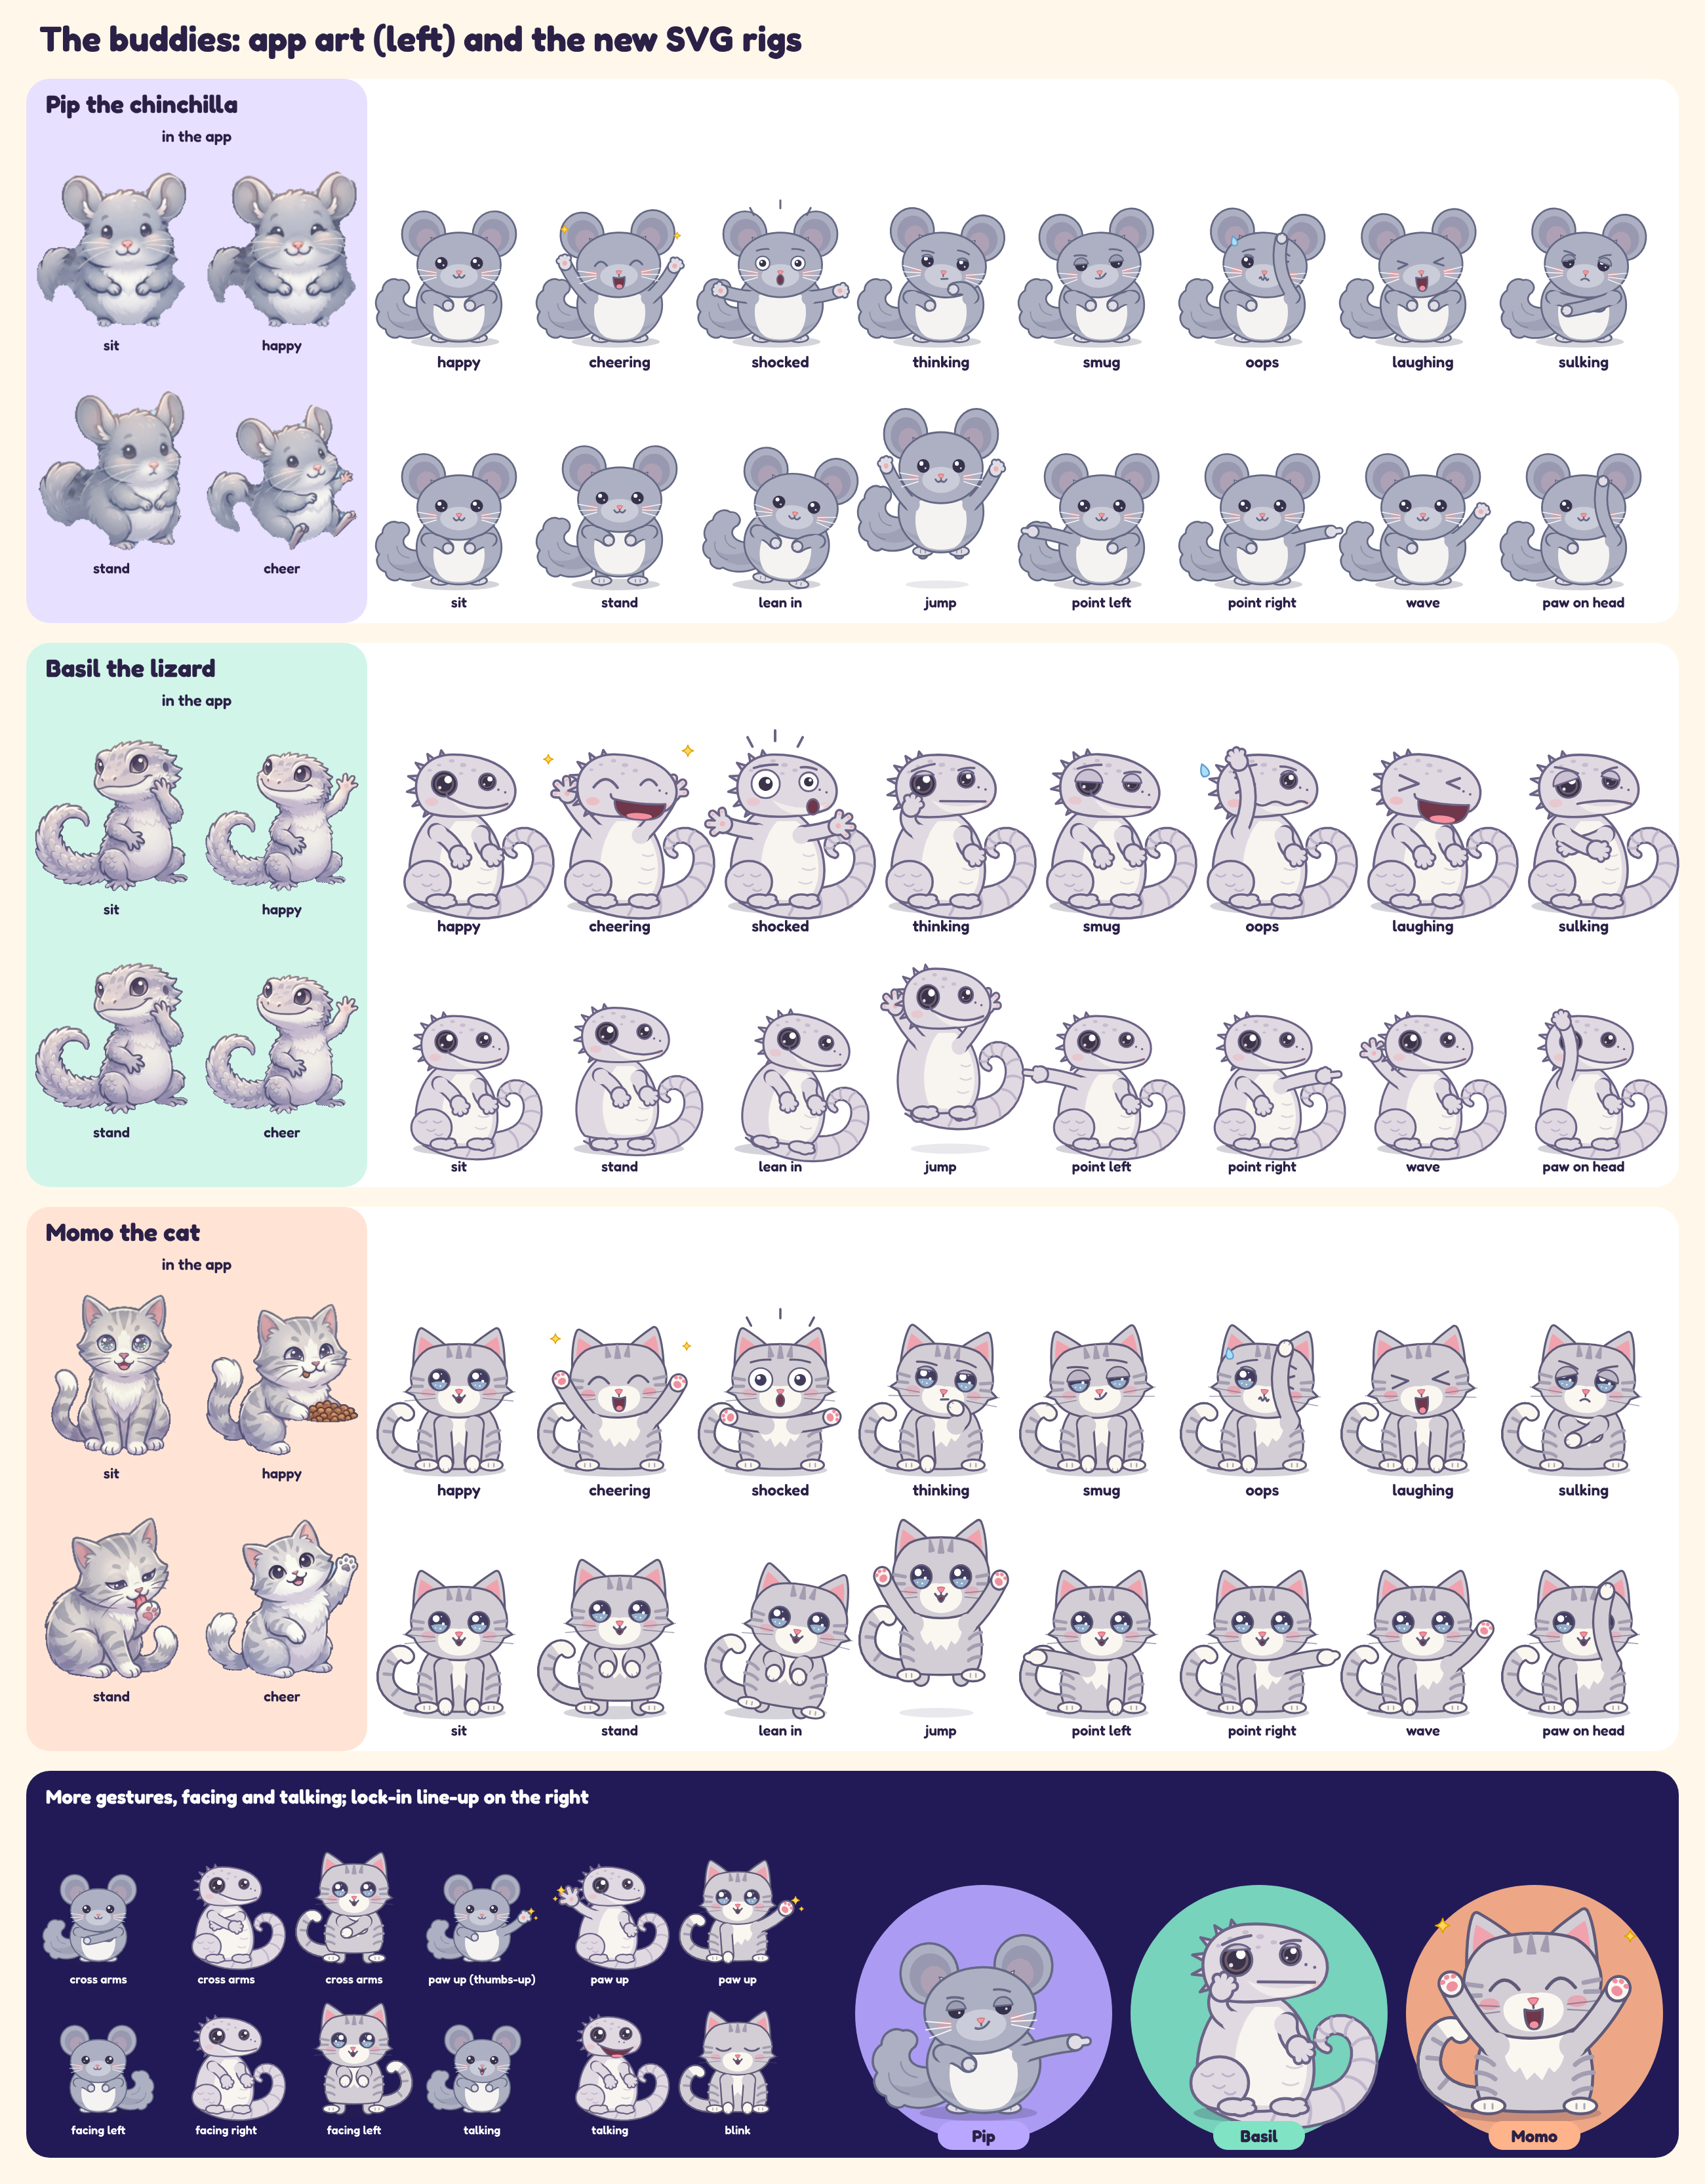 The buddies: app art (left) and the new SVG rigs
Pip the chinchilla
in the app
sit happy
stand cheer
happy cheering shocked thinking smug oops laughing sulking
sit stand lean in jump point left point right wave paw on head
Basil the lizard
in the app
sit happy
stand cheer
happy cheering shocked thinking smug oops laughing sulking
sit stand lean in jump point left point right wave paw on head
Momo the cat
in the app
sit happy
stand cheer
happy cheering shocked thinking smug oops laughing sulking
sit stand lean in jump point left point right wave paw on head
More gestures, facing and talking; lock-in line-up on the right
cross arms cross arms cross arms paw up (thumbs-up) paw up paw up
facing left facing right facing left talking talking blink
Pip Basil Momo